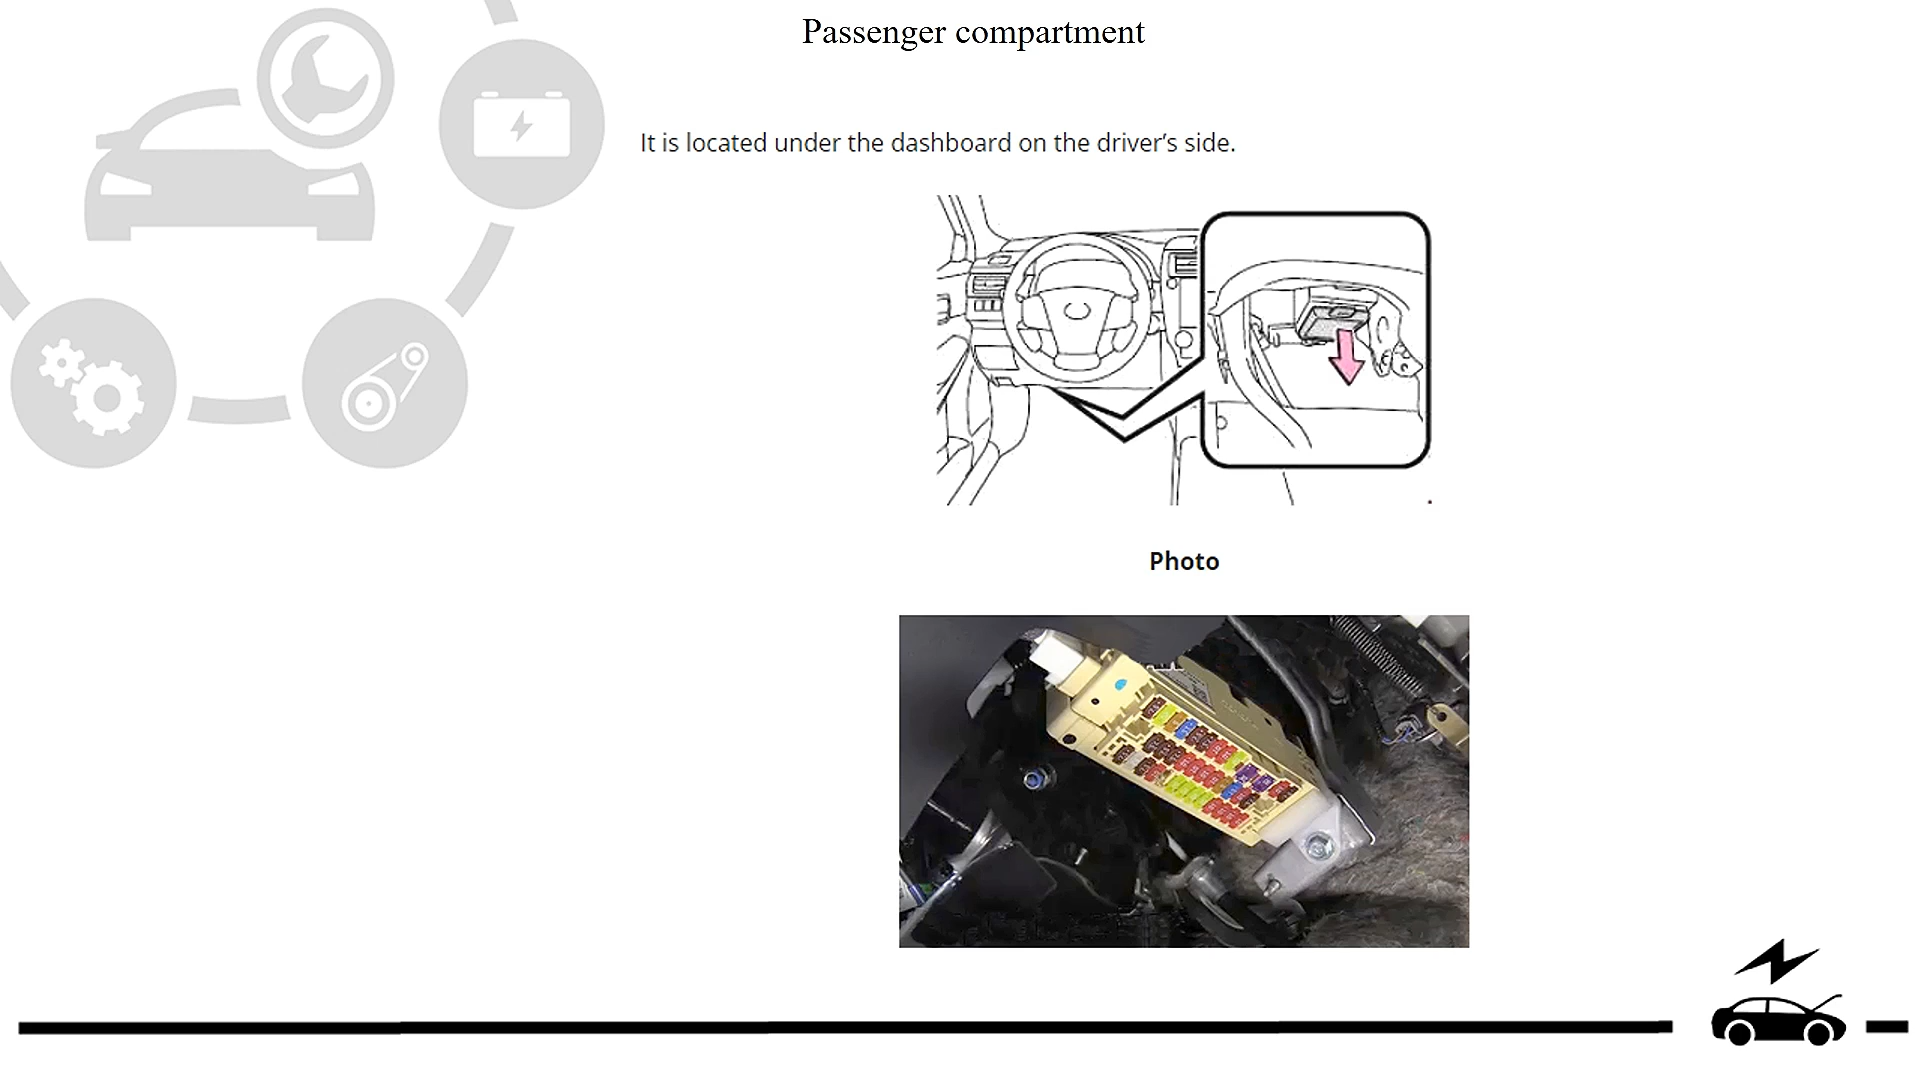 Passenger compartment
It is located under the dashboard on the driver’s side.
Photo